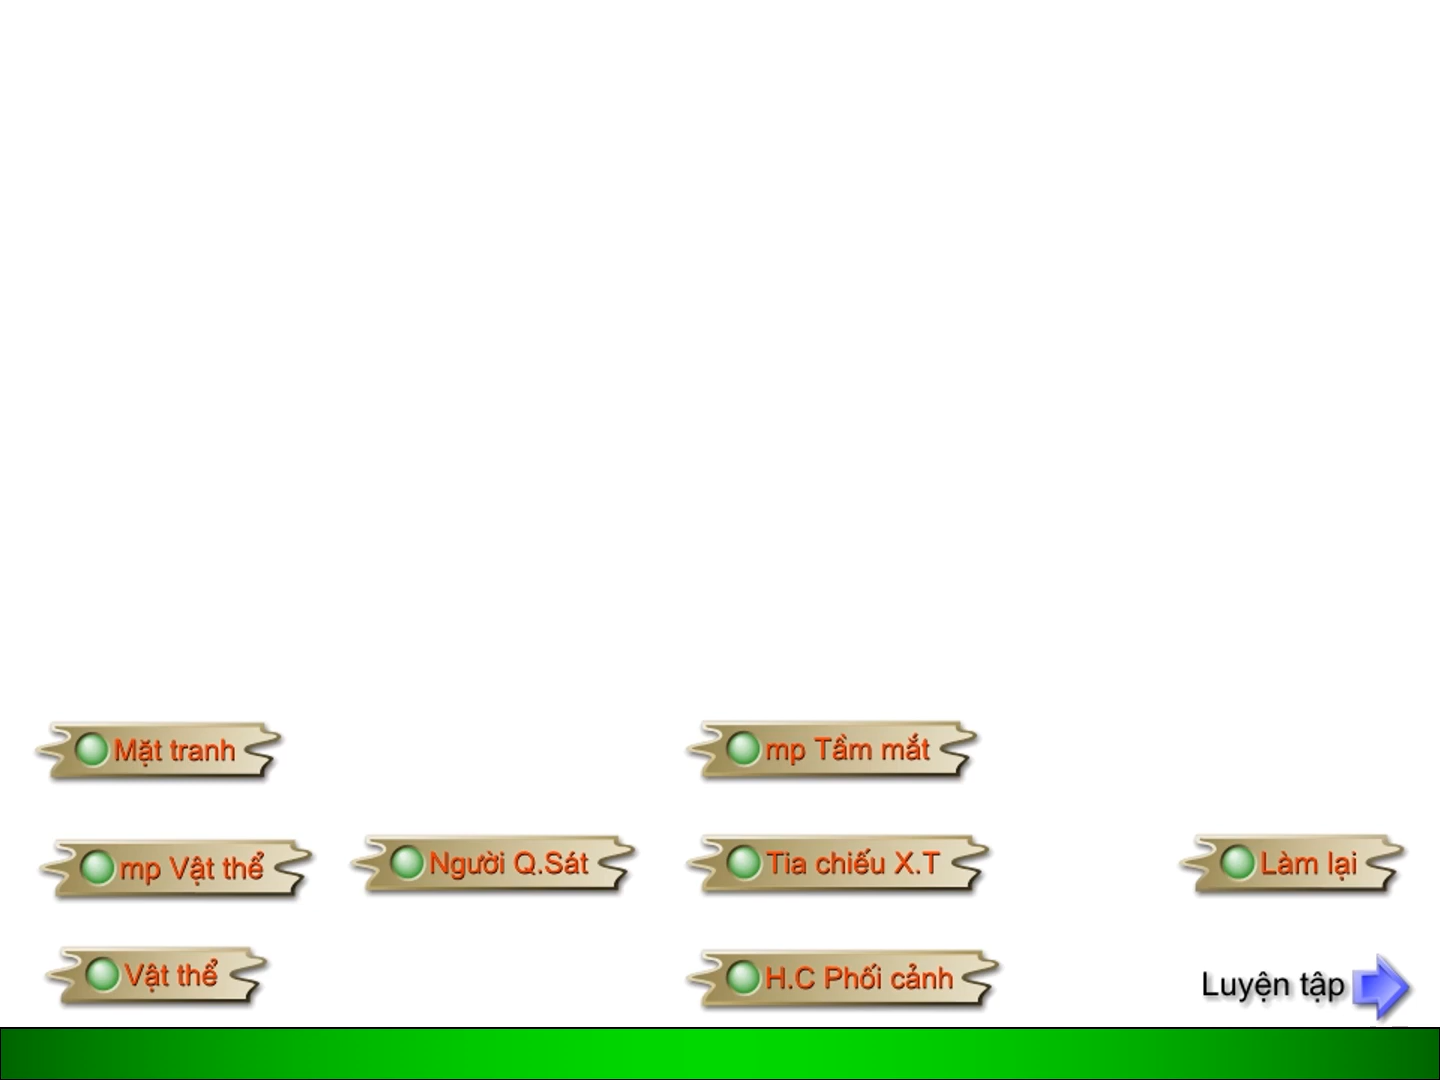 Mặt tranh
mp Tầm mắt
mp Vật thể
Người Q.Sát
Tia chiếu X.T
Làm lại
Vật thể
H.C Phối cảnh
Luyện tập